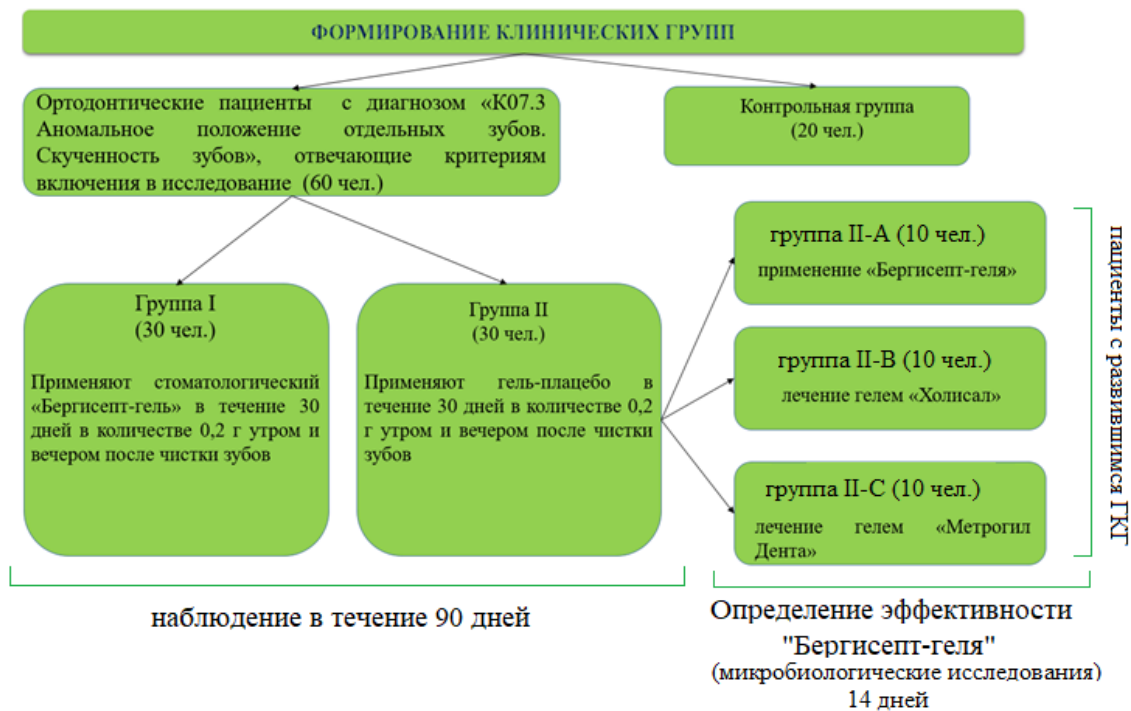 ФОРМИРОВАНИЕ КЛИНИЧЕСКИХ ГРУПП
Ортодонтические пациенты с диагнозом «К07.3
Аномальное положение отдельных зубов.
Скученность зубов», отвечающие критериям
включения в исследование (60 чел.)
Контрольная группа
(20 чел.)
Группа I
(30 чел.)
Применяют стоматологический
«Бергисепт-гель» в течение 30
дней в количестве 0,2 г утром и
вечером после чистки зубов
Группа II
(30 чел.)
Применяют гель-плацебо в
течение 30 дней в количестве 0,2
г утром и вечером после чистки
зубов
группа II-А (10 чел.)
применение «Бергисепт-геля»
группа II-В (10 чел.)
лечение гелем «Холисал»
группа II-С (10 чел.)
лечение гелем «Метрогил
Дента»
пациенты с развившимся ГКГ
наблюдение в течение 90 дней
Определение эффективности
"Бергисепт-геля"
(микробиологические исследования)
14 дней